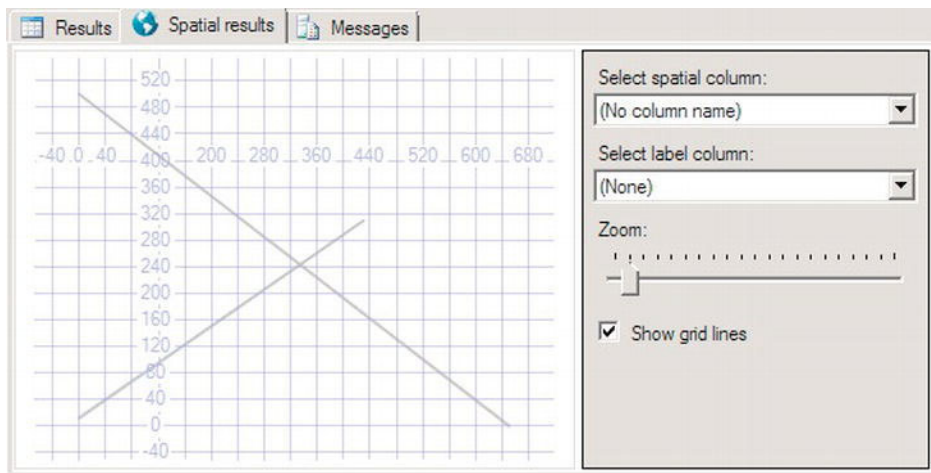 Results Spatial results Messages
520
480
440
-40 0 40 400 200 280 360 440 520 600 680
360
320
280
240
200
160
120
80
40
0
-40
Select spatial column:
(No column name)
Select label column:
(None)
Zoom:
Show grid lines